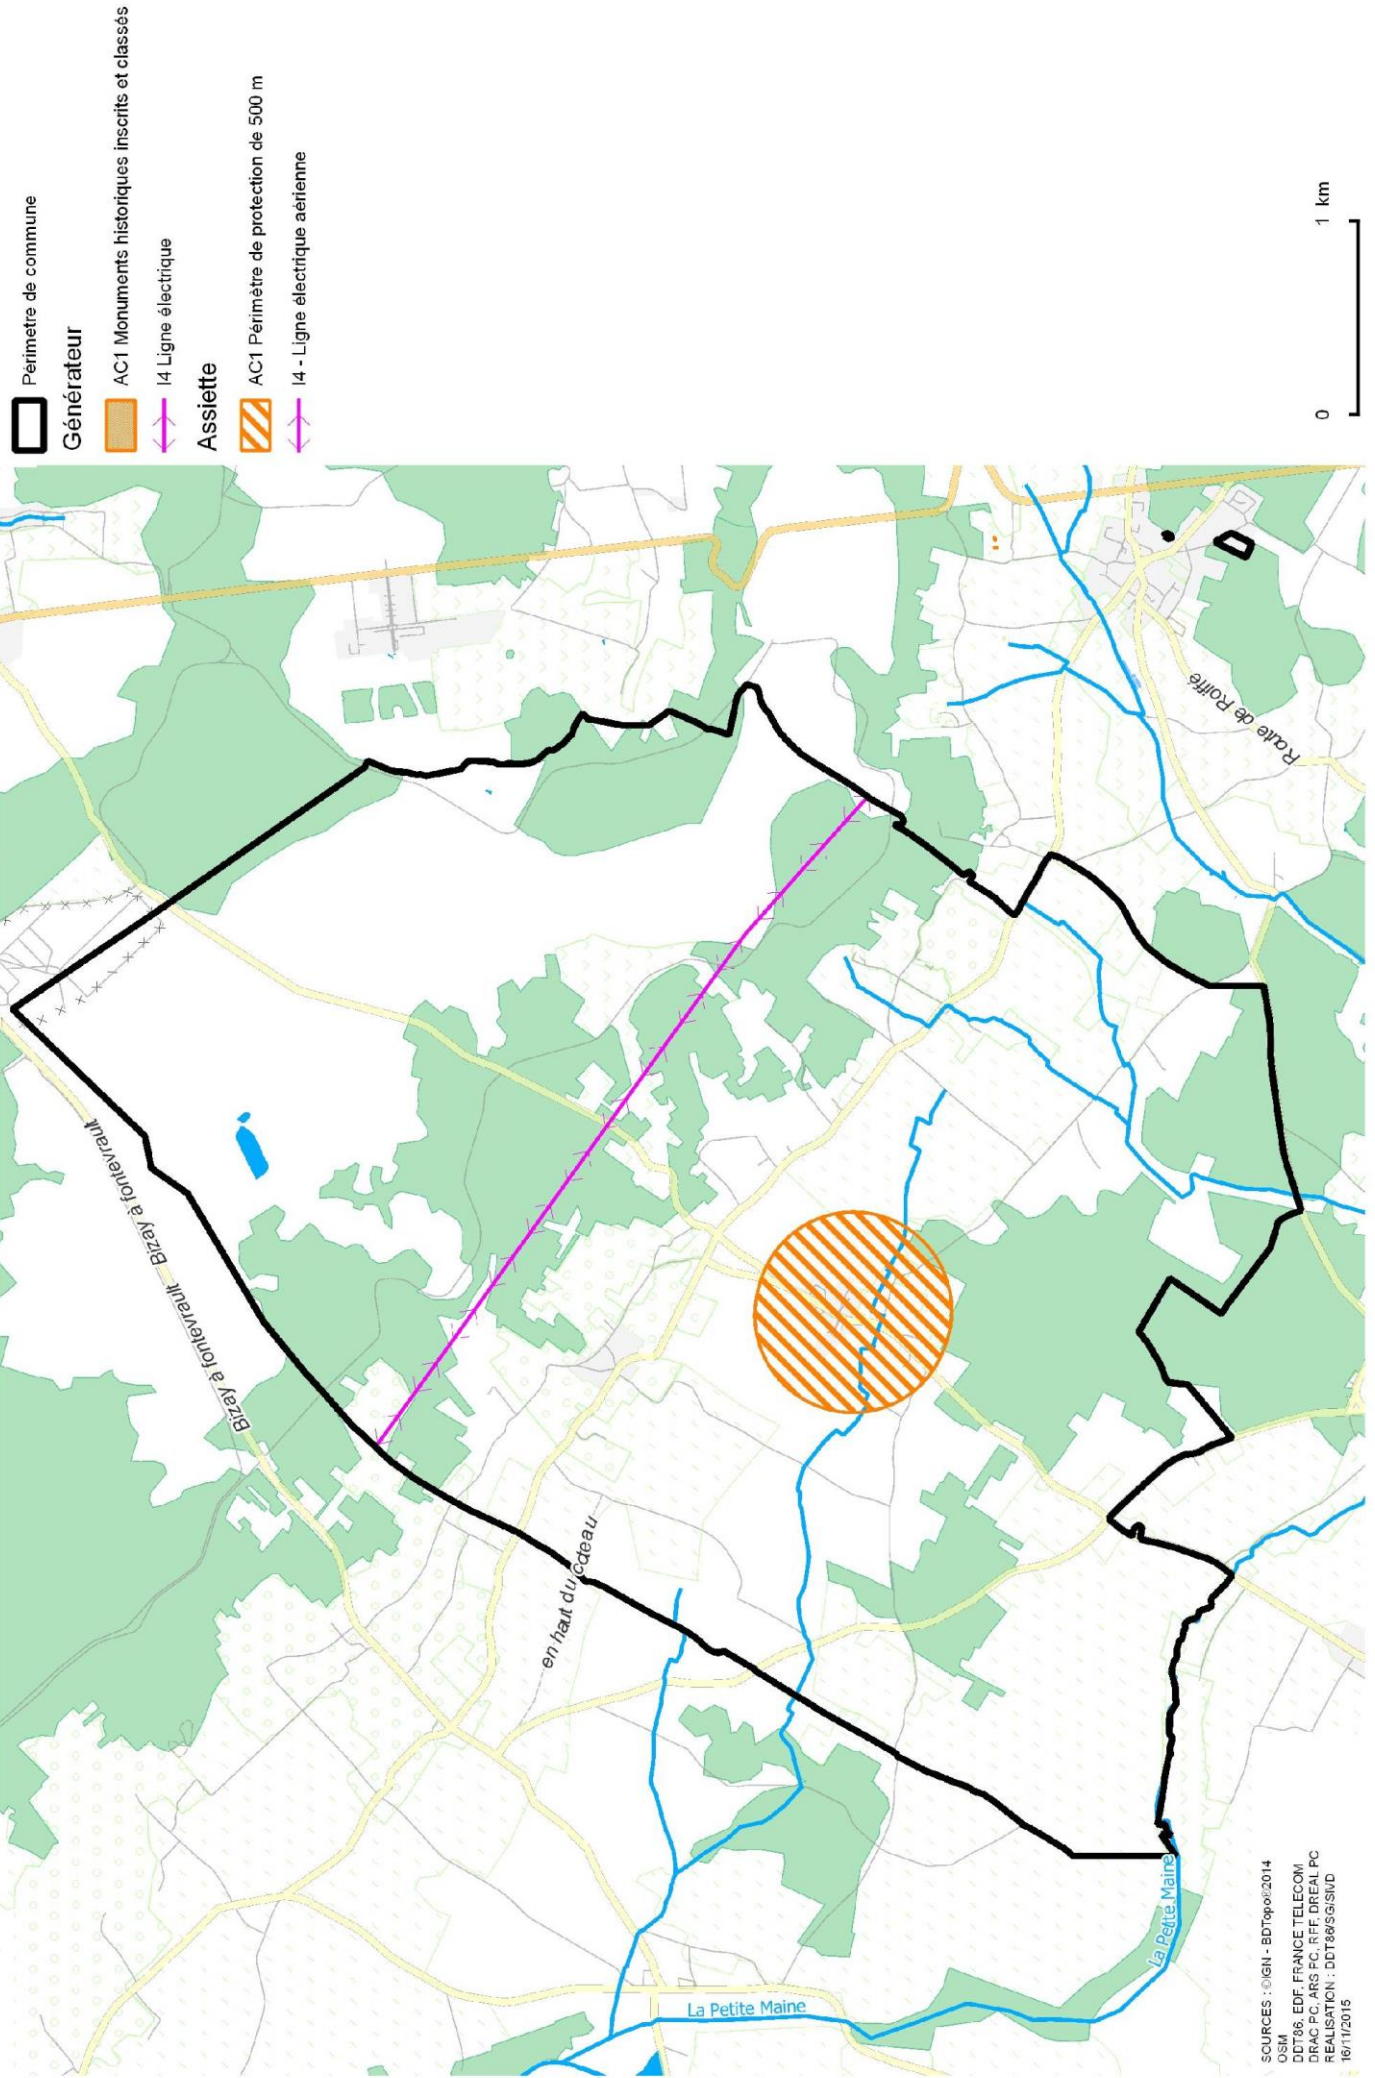 Périmetre de commune
Générateur
AC1 Monuments historiques inscrits et classés
I4 Ligne électrique
Assiette
AC1 Périmètre de protection de 500 m
I4 - Ligne électrique aérienne
0 1 km
Bizay à fontevrault
Bizay à fontevrault
en haut du coteau
Route de Roiffé
La Petite Maine
La Petite Maine
SOURCES : ©IGN - BDTopo®2014
OSM
DDT86, EDF, FRANCE TELECOM
DRAC PC, ARS PC, RFF, DREAL PC
REALISATION : DDT86/SG/SIVD
16/11/2015